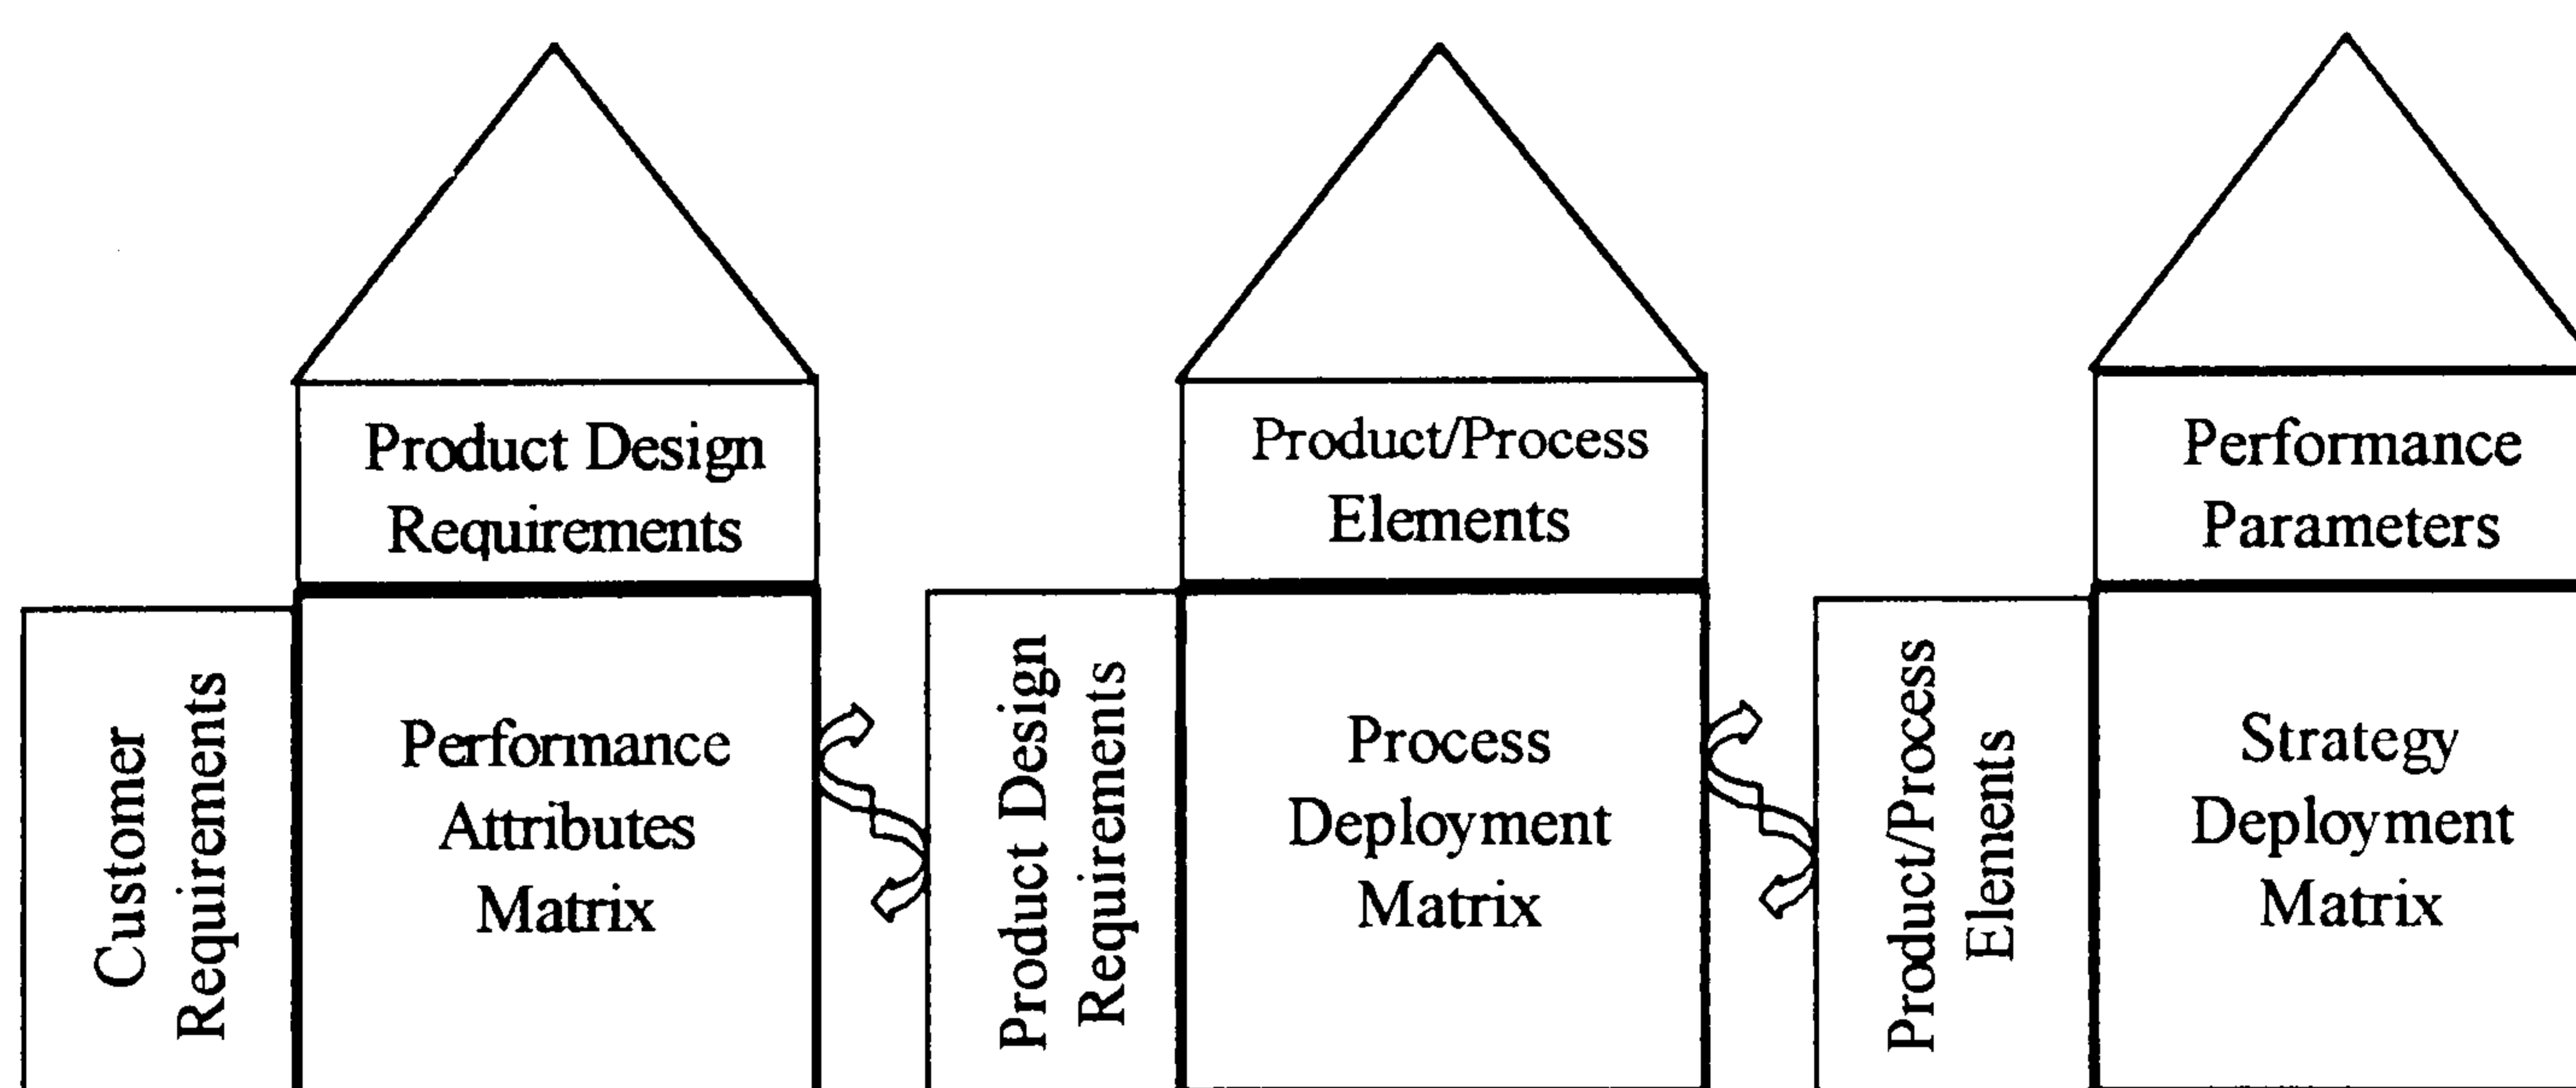 Product Design
Requirements
Product/Process
Elements
Performance
Parameters
Customer
Requirements
Performance
Attributes
Matrix
Product Design
Requirements
Process
Deployment
Matrix
Product/Process
Elements
Strategy
Deployment
Matrix